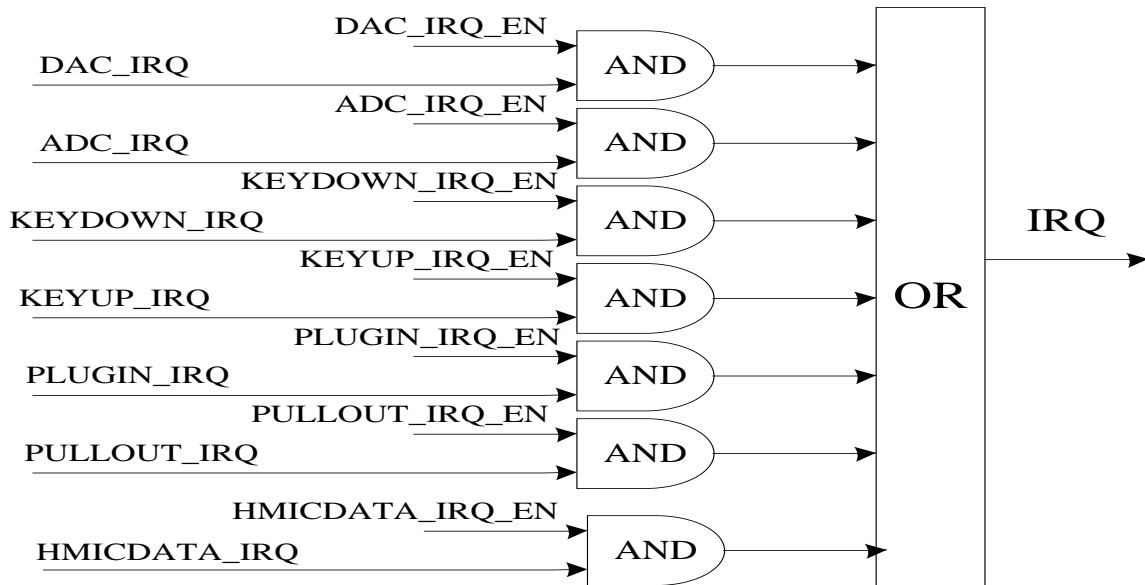 DAC_IRQ_EN
DAC_IRQ
AND
ADC_IRQ_EN
ADC_IRQ
AND
KEYDOWN_IRQ_EN
KEYDOWN_IRQ
AND
KEYUP_IRQ_EN
KEYUP_IRQ
AND
PLUGIN_IRQ_EN
PLUGIN_IRQ
AND
PULLOUT_IRQ_EN
PULLOUT_IRQ
AND
HMICDATA_IRQ_EN
HMICDATA_IRQ
AND
OR
IRQ